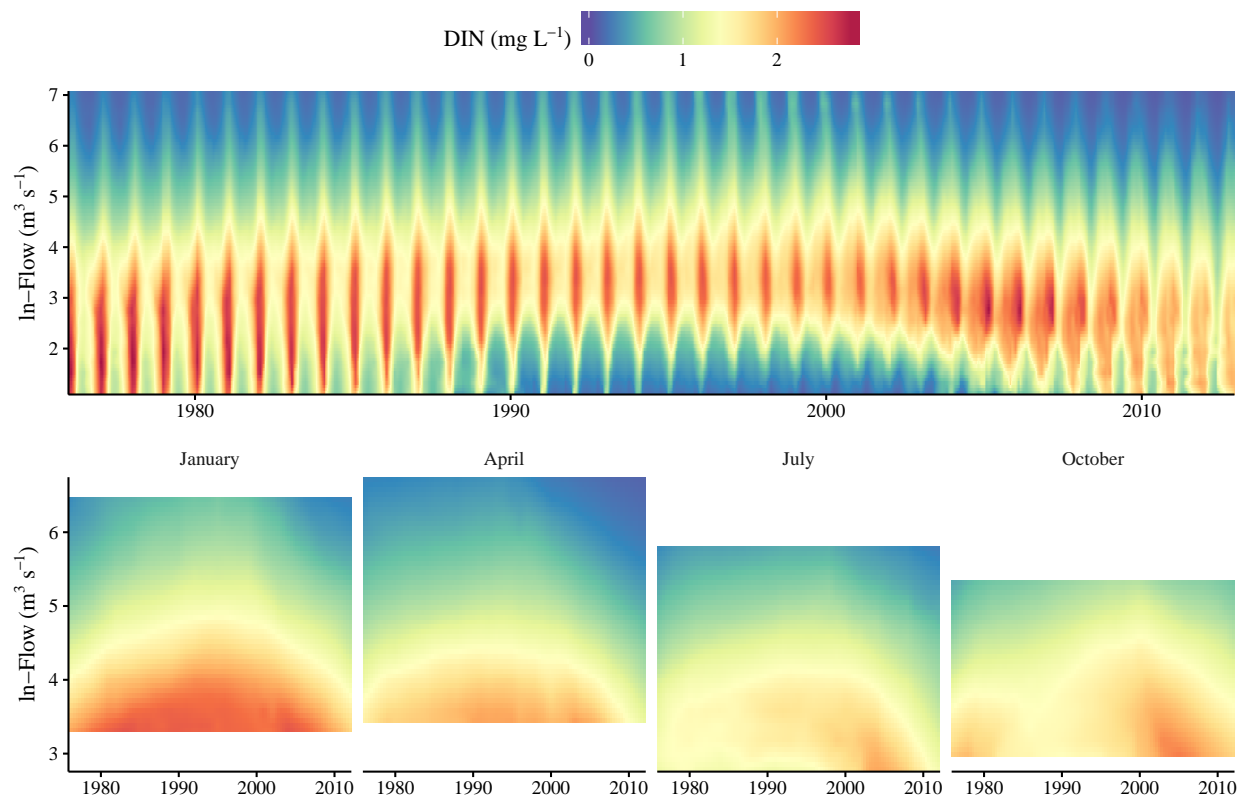 DIN (mg L⁻¹)
0 1 2
ln−Flow (m³ s⁻¹)
7
6
5
4
3
2
1980 1990 2000 2010
January April July October
ln−Flow (m³ s⁻¹)
6
5
4
3
1980 1990 2000 2010 1980 1990 2000 2010 1980 1990 2000 2010 1980 1990 2000 2010